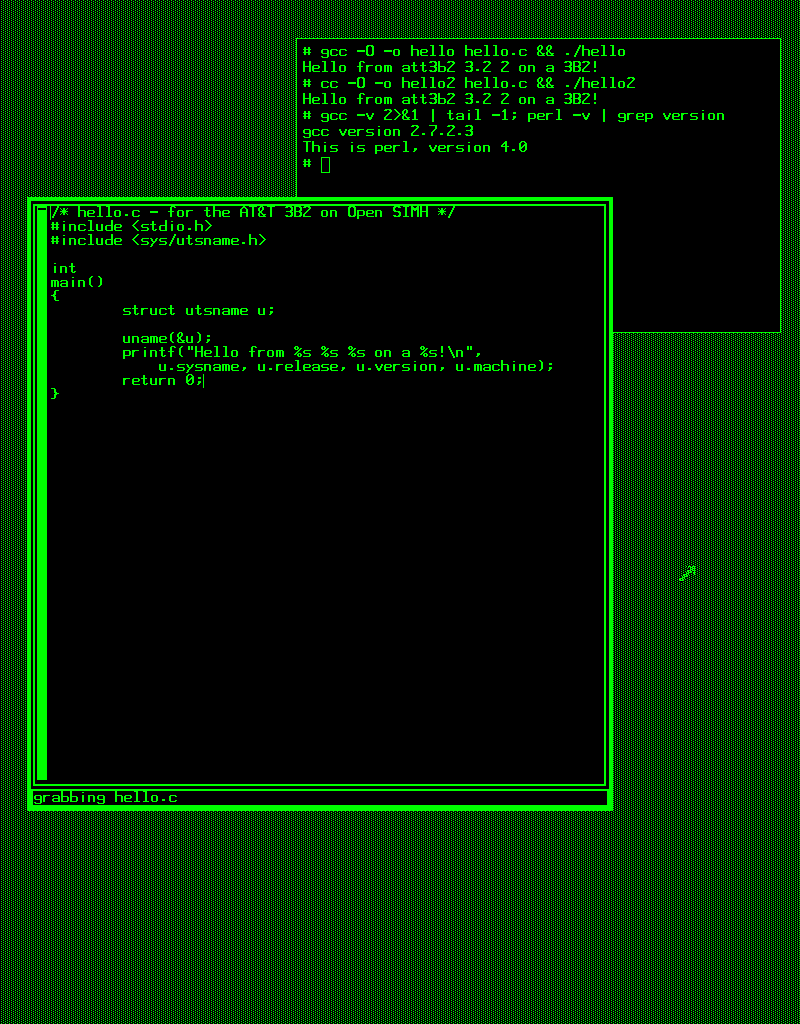 # gcc -O -o hello hello.c && ./hello
Hello from att3b2 3.2 2 on a 3B2!
# cc -O -o hello2 hello.c && ./hello2
Hello from att3b2 3.2 2 on a 3B2!
# gcc -v 2>&1 | tail -1; perl -v | grep version
gcc version 2.7.2.3
This is perl, version 4.0
#
/* hello.c - for the AT&T 3B2 on Open SIMH */
#include <stdio.h>
#include <sys/utsname.h>

int
main()
{
        struct utsname u;

        uname(&u);
        printf("Hello from %s %s %s on a %s!\n",
            u.sysname, u.release, u.version, u.machine);
        return 0;
}
grabbing hello.c